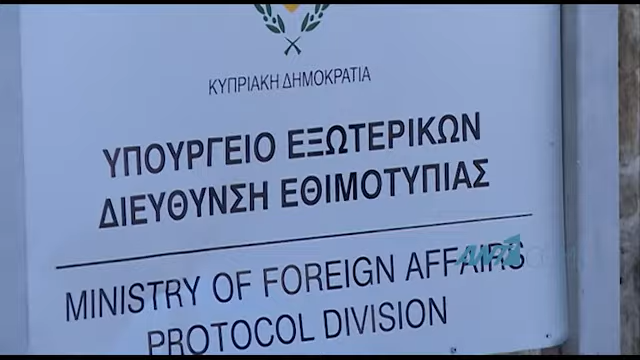 ΚΥΠΡΙΑΚΗ ΔΗΜΟΚΡΑΤΙΑ
ΥΠΟΥΡΓΕΙΟ ΕΞΩΤΕΡΙΚΩΝ
ΔΙΕΥΘΥΝΣΗ ΕΘΙΜΟΤΥΠΙΑΣ
MINISTRY OF FOREIGN AFFAIRS
PROTOCOL DIVISION